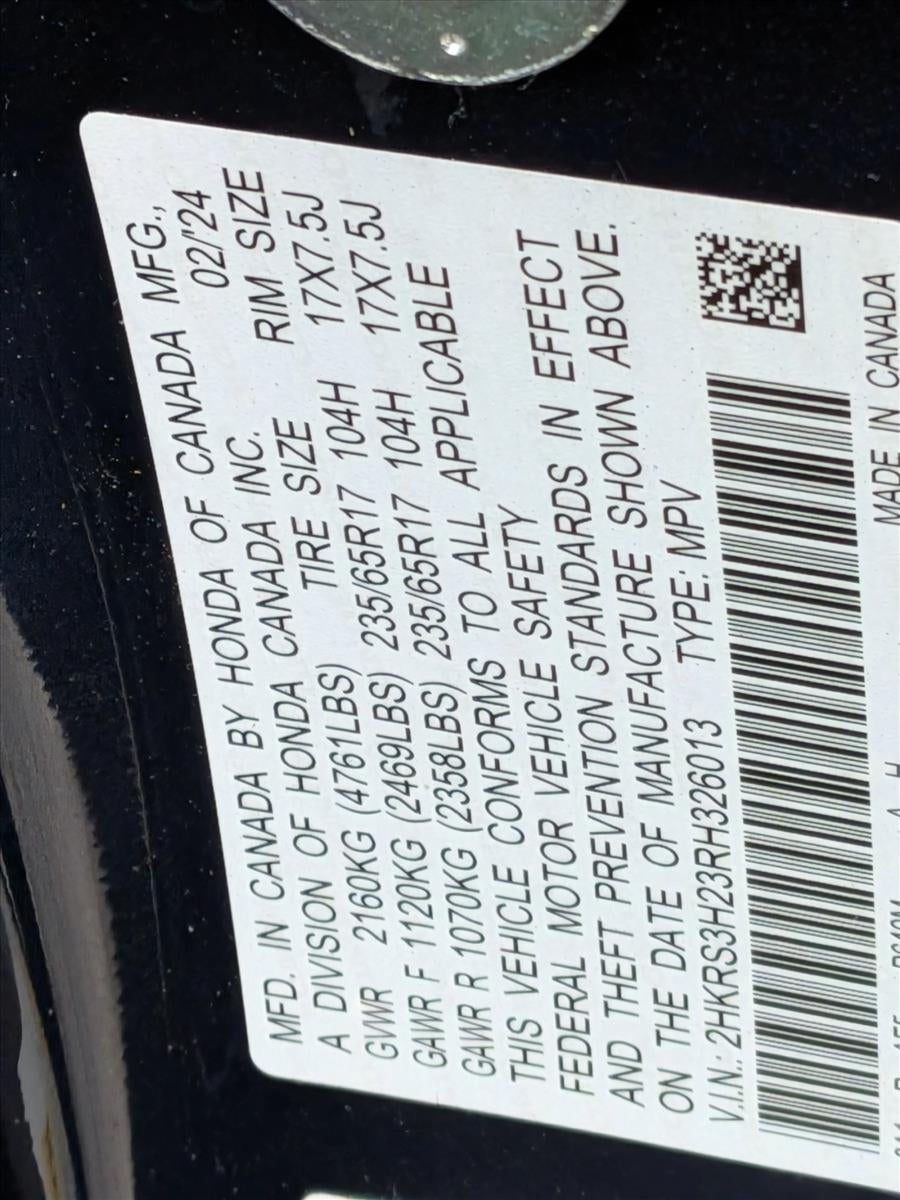 MFD. IN CANADA BY HONDA OF CANADA MFG.,
A DIVISION OF HONDA CANADA INC. 02/'24
TIRE SIZE RIM SIZE
GVWR 2160KG (4761LBS)
GAWR F 1120KG (2469LBS) 235/65R17 104H 17X7.5J
GAWR R 1070KG (2358LBS) 235/65R17 104H 17X7.5J
THIS VEHICLE CONFORMS TO ALL APPLICABLE
FEDERAL MOTOR VEHICLE SAFETY
AND THEFT PREVENTION STANDARDS IN EFFECT
ON THE DATE OF MANUFACTURE SHOWN ABOVE.
V.I.N.: 2HKRS3H23RH326013 TYPE: MPV
MADE IN CANADA